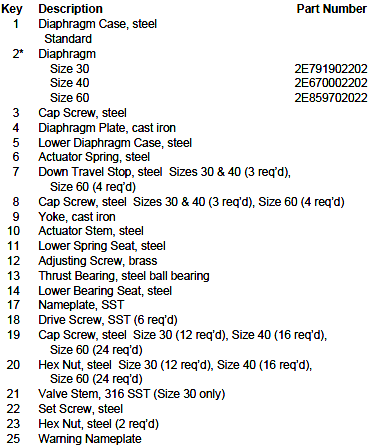 Key Description Part Number
1 Diaphragm Case, steel
Standard
2* Diaphragm
Size 30 2E791902202
Size 40 2E670002202
Size 60 2E859702022
3 Cap Screw, steel
4 Diaphragm Plate, cast iron
5 Lower Diaphragm Case, steel
6 Actuator Spring, steel
7 Down Travel Stop, steel Sizes 30 & 40 (3 req'd),
Size 60 (4 req'd)
8 Cap Screw, steel Sizes 30 & 40 (3 req'd), Size 60 (4 req'd)
9 Yoke, cast iron
10 Actuator Stem, steel
11 Lower Spring Seat, steel
12 Adjusting Screw, brass
13 Thrust Bearing, steel ball bearing
14 Lower Bearing Seat, steel
17 Nameplate, SST
18 Drive Screw, SST (6 req'd)
19 Cap Screw, steel Size 30 (12 req'd), Size 40 (16 req'd),
Size 60 (24 req'd)
20 Hex Nut, steel Size 30 (12 req'd), Size 40 (16 req'd),
Size 60 (24 req'd)
21 Valve Stem, 316 SST (Size 30 only)
22 Set Screw, steel
23 Hex Nut, steel (2 req'd)
25 Warning Nameplate